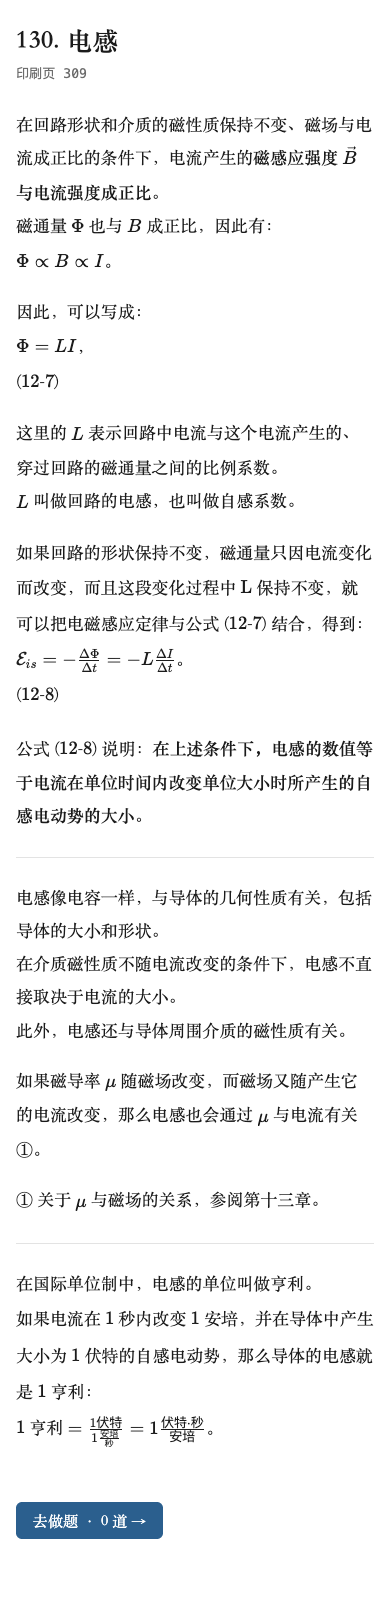 130. 电感
印刷页 309
在回路形状和介质的磁性质保持不变、磁场与电
流成正比的条件下，电流产生的磁感应强度 $\vec{B}$
与电流强度成正比。
磁通量 Φ 也与 B 成正比，因此有：
Φ ∝ B ∝ I。
因此，可以写成：
Φ = LI，
(12-7)
这里的 L 表示回路中电流与这个电流产生的、
穿过回路的磁通量之间的比例系数。
L 叫做回路的电感，也叫做自感系数。
如果回路的形状保持不变，磁通量只因电流变化
而改变，而且这段变化过程中 L 保持不变，就
可以把电磁感应定律与公式 (12-7) 结合，得到：
$\mathcal{E}_{is} = -\frac{\Delta\Phi}{\Delta t} = -L\frac{\Delta I}{\Delta t}$。
(12-8)
公式 (12-8) 说明：在上述条件下，电感的数值等
于电流在单位时间内改变单位大小时所产生的自
感电动势的大小。
电感像电容一样，与导体的几何性质有关，包括
导体的大小和形状。
在介质磁性质不随电流改变的条件下，电感不直
接取决于电流的大小。
此外，电感还与导体周围介质的磁性质有关。
如果磁导率 μ 随磁场改变，而磁场又随产生它
的电流改变，那么电感也会通过 μ 与电流有关
①。
① 关于 μ 与磁场的关系，参阅第十三章。
在国际单位制中，电感的单位叫做亨利。
如果电流在 1 秒内改变 1 安培，并在导体中产生
大小为 1 伏特的自感电动势，那么导体的电感就
是 1 亨利：
1 亨利 = $\frac{1伏特}{1\frac{安培}{秒}} = 1\frac{伏特·秒}{安培}$。
去做题 · 0 道 →